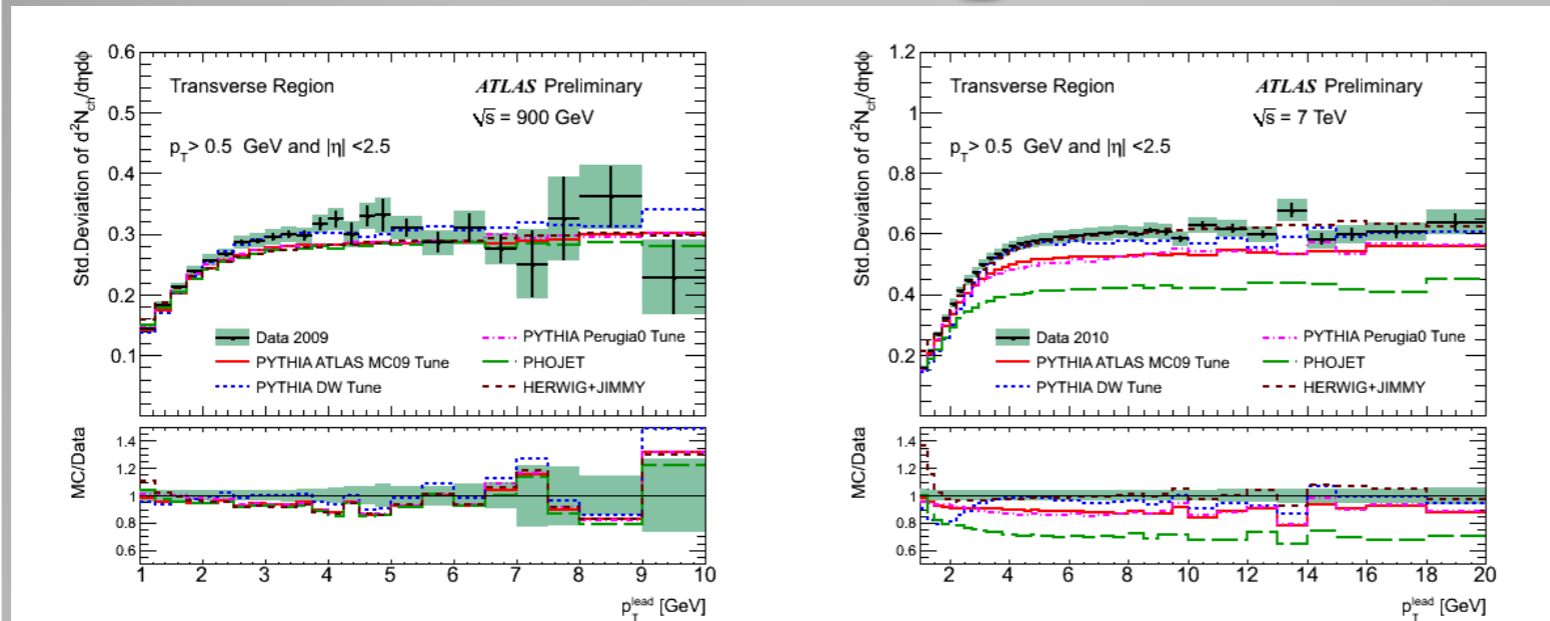 Std.Deviation of d²N_ch/dηdφ
0.6
0.5
0.4
0.3
0.2
0.1
Transverse Region
ATLAS Preliminary
√s = 900 GeV
p_T> 0.5 GeV and |η| <2.5
Data 2009
PYTHIA ATLAS MC09 Tune
PYTHIA DW Tune
PYTHIA Perugia0 Tune
PHOJET
HERWIG+JIMMY
MC/Data
1.4
1.2
1
0.8
0.6
1 2 3 4 5 6 7 8 9 10
p_T^lead [GeV]
Std.Deviation of d²N_ch/dηdφ
1.2
1
0.8
0.6
0.4
0.2
Transverse Region
ATLAS Preliminary
√s = 7 TeV
p_T> 0.5 GeV and |η| <2.5
Data 2010
PYTHIA ATLAS MC09 Tune
PYTHIA DW Tune
PYTHIA Perugia0 Tune
PHOJET
HERWIG+JIMMY
MC/Data
1.4
1.2
1
0.8
0.6
2 4 6 8 10 12 14 16 18 20
p_T^lead [GeV]